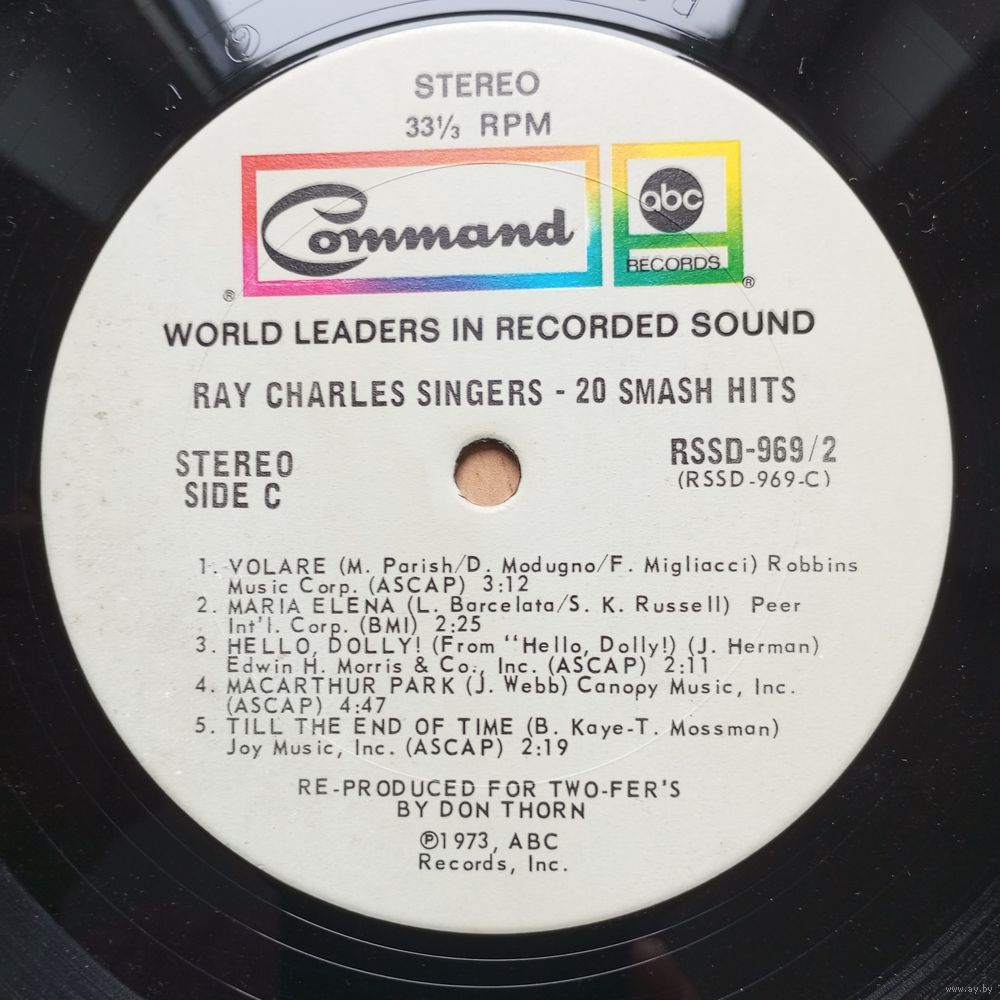 STEREO
33⅓ RPM
Command
abc
RECORDS
® ®
WORLD LEADERS IN RECORDED SOUND
RAY CHARLES SINGERS - 20 SMASH HITS
STEREO
SIDE C
RSSD-969/2
(RSSD-969-C)
1. VOLARE (M. Parish/D. Modugno/F. Migliacci) Robbins
Music Corp. (ASCAP) 3:12
2. MARIA ELENA (L. Barcelata/S. K. Russell) Peer
Int'l. Corp. (BMI) 2:25
3. HELLO, DOLLY! (From "Hello, Dolly!) (J. Herman)
Edwin H. Morris & Co., Inc. (ASCAP) 2:11
4. MACARTHUR PARK (J. Webb) Canopy Music, Inc.
(ASCAP) 4:47
5. TILL THE END OF TIME (B. Kaye-T. Mossman)
Joy Music, Inc. (ASCAP) 2:19
RE-PRODUCED FOR TWO-FER'S
BY DON THORN
℗1973, ABC
Records, Inc.
www.ay.by